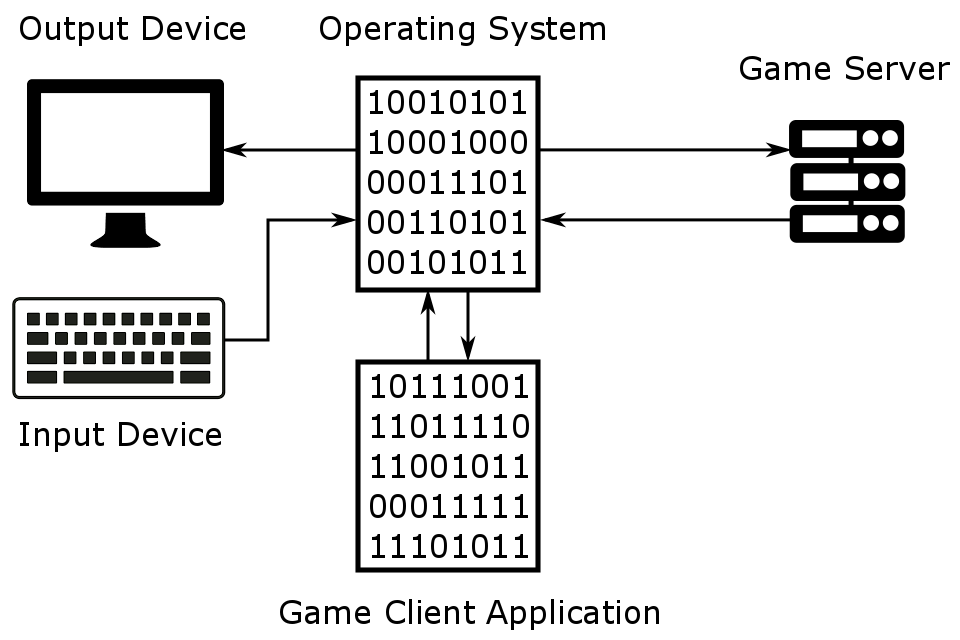 Output Device
Operating System
Game Server
10010101
10001000
00011101
00110101
00101011
Input Device
10111001
11011110
11001011
00011111
11101011
Game Client Application